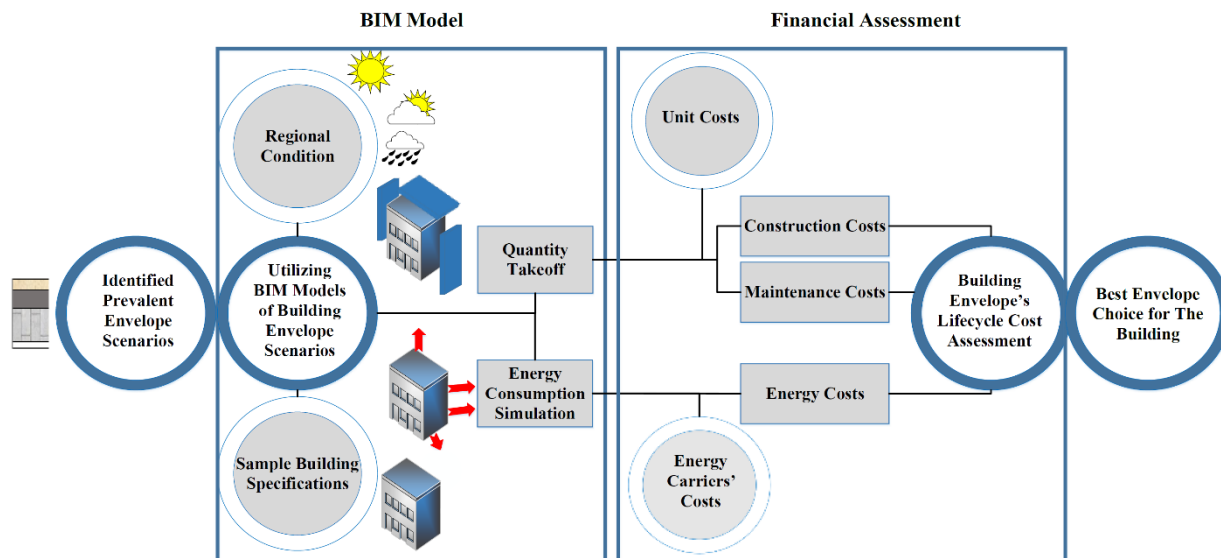 BIM Model
Financial Assessment
Regional
Condition
Unit Costs
Identified
Prevalent
Envelope
Scenarios
Utilizing
BIM Models
of Building
Envelope
Scenarios
Quantity
Takeoff
Construction Costs
Maintenance Costs
Building
Envelope’s
Lifecycle Cost
Assessment
Best Envelope
Choice for The
Building
Energy
Consumption
Simulation
Energy Costs
Sample Building
Specifications
Energy
Carriers’
Costs